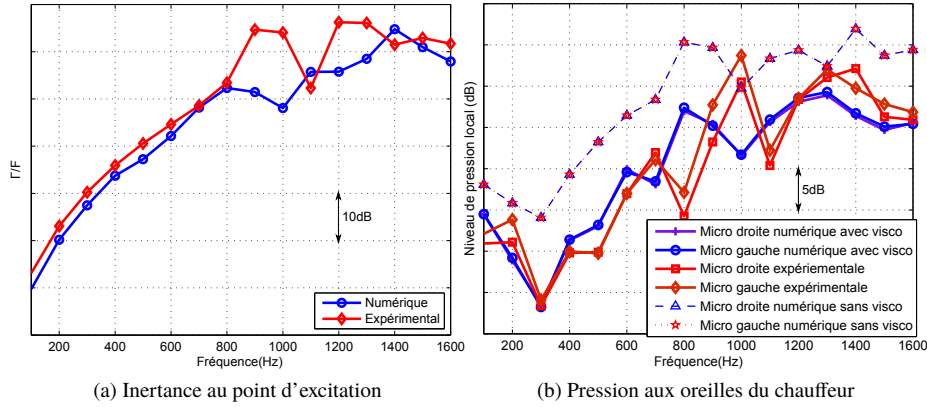 Γ/F
10dB
Numérique
Expérimental
200 400 600 800 1000 1200 1400 1600
Fréquence(Hz)
(a) Inertance au point d'excitation
Niveau de pression local (dB)
5dB
Micro droite numérique avec visco
Micro gauche numérique avec visco
Micro droite expériementale
Micro gauche expérimentale
Micro droite numérique sans visco
Micro gauche numérique sans visco
200 400 600 800 1000 1200 1400 1600
Fréquence(Hz)
(b) Pression aux oreilles du chauffeur